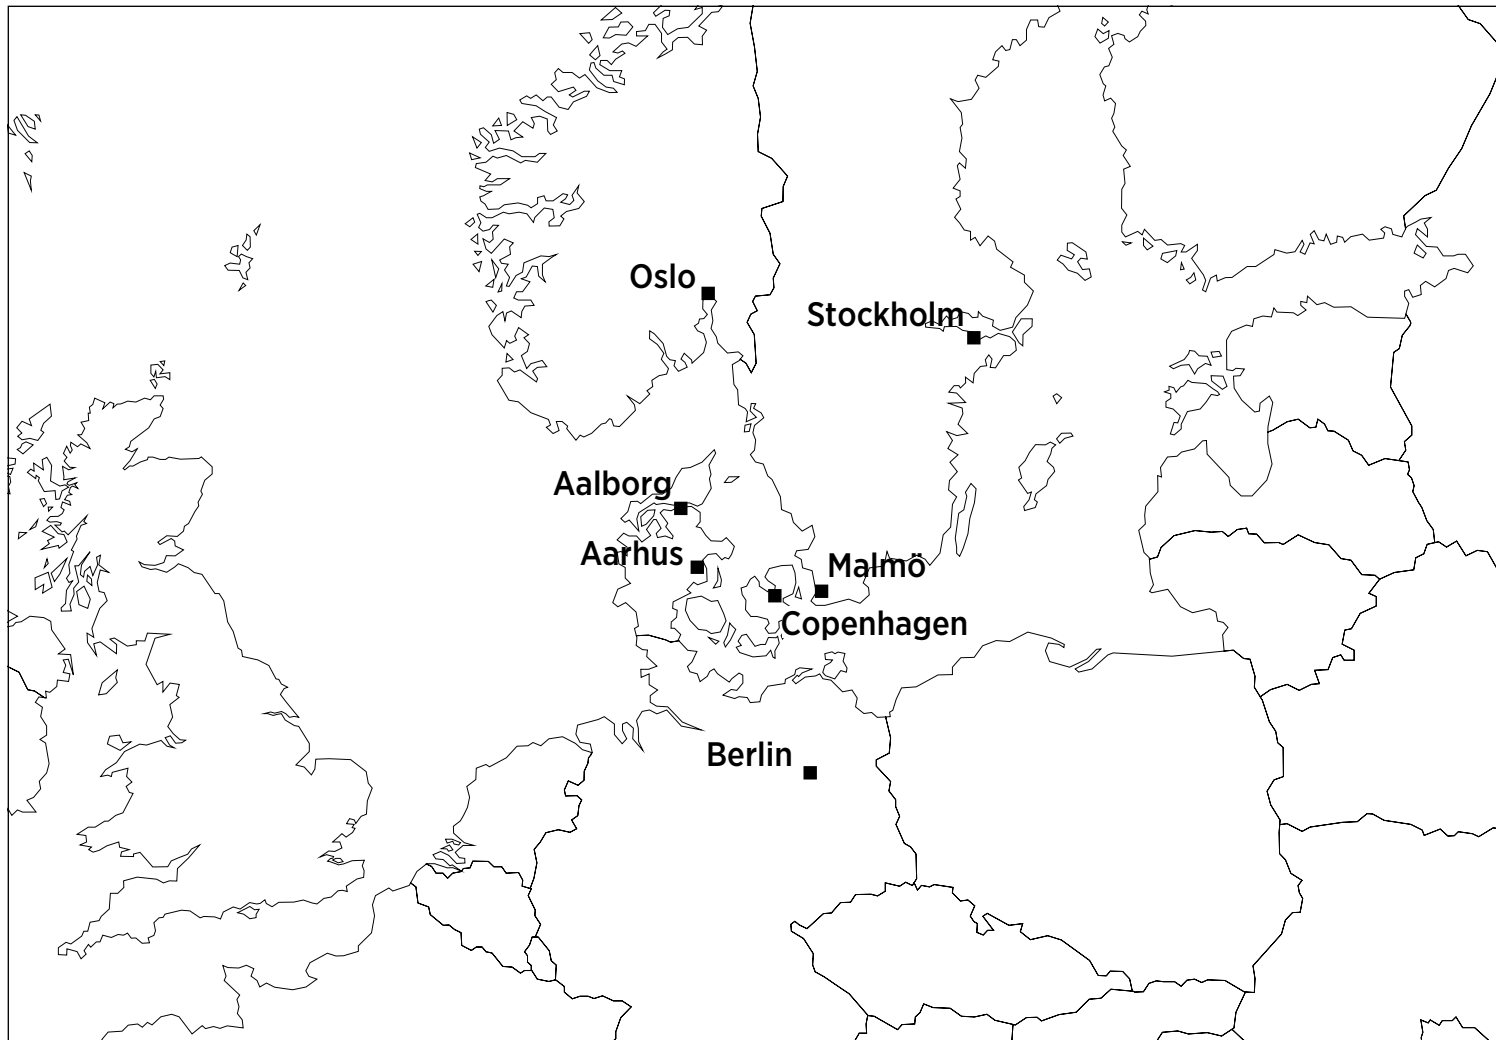 Oslo
Stockholm
Aalborg
Aarhus
Malmö
Copenhagen
Berlin